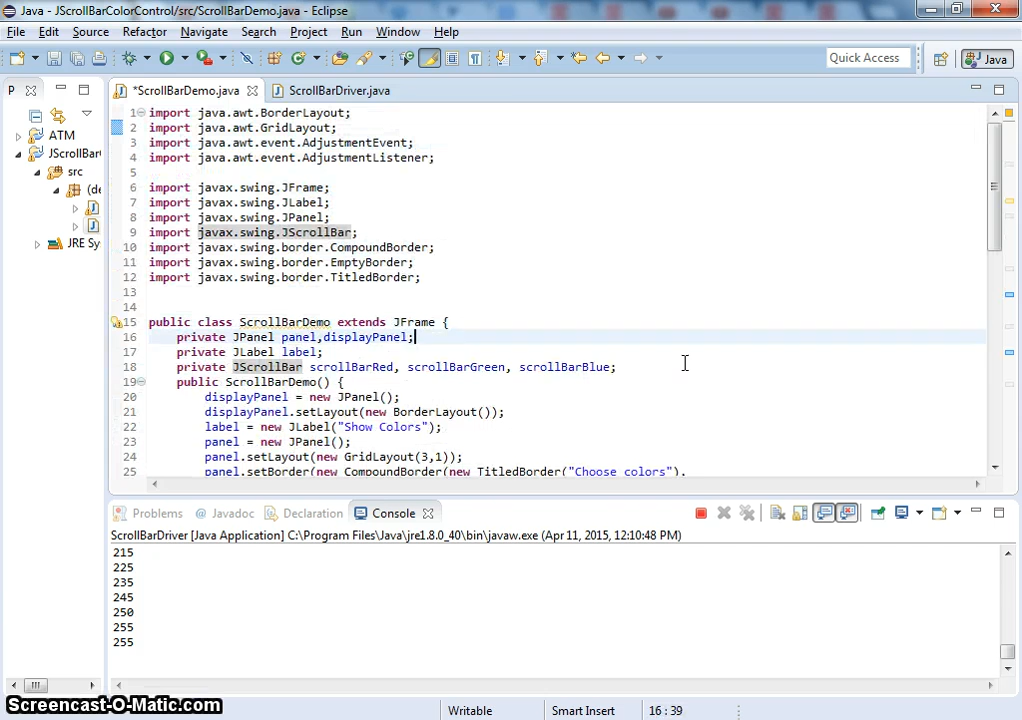 Java - JScrollBarColorControl/src/ScrollBarDemo.java - Eclipse
File Edit Source Refactor Navigate Search Project Run Window Help
Quick Access Java
P *ScrollBarDemo.java ScrollBarDriver.java
ATM
JScrollBar
src
(de
JRE Sy
1 import java.awt.BorderLayout;
2 import java.awt.GridLayout;
3 import java.awt.event.AdjustmentEvent;
4 import java.awt.event.AdjustmentListener;
5
6 import javax.swing.JFrame;
7 import javax.swing.JLabel;
8 import javax.swing.JPanel;
9 import javax.swing.JScrollBar;
10 import javax.swing.border.CompoundBorder;
11 import javax.swing.border.EmptyBorder;
12 import javax.swing.border.TitledBorder;
13
14
15 public class ScrollBarDemo extends JFrame {
16 private JPanel panel,displayPanel;
17 private JLabel label;
18 private JScrollBar scrollBarRed, scrollBarGreen, scrollBarBlue;
19 public ScrollBarDemo() {
20 displayPanel = new JPanel();
21 displayPanel.setLayout(new BorderLayout());
22 label = new JLabel("Show Colors");
23 panel = new JPanel();
24 panel.setLayout(new GridLayout(3,1));
25 panel.setBorder(new CompoundBorder(new TitledBorder("Choose colors"),
Problems @ Javadoc Declaration Console
ScrollBarDriver [Java Application] C:\Program Files\Java\jre1.8.0_40\bin\javaw.exe (Apr 11, 2015, 12:10:48 PM)
215
225
235
245
250
255
255
Screencast-O-Matic.com
Writable Smart Insert 16 : 39